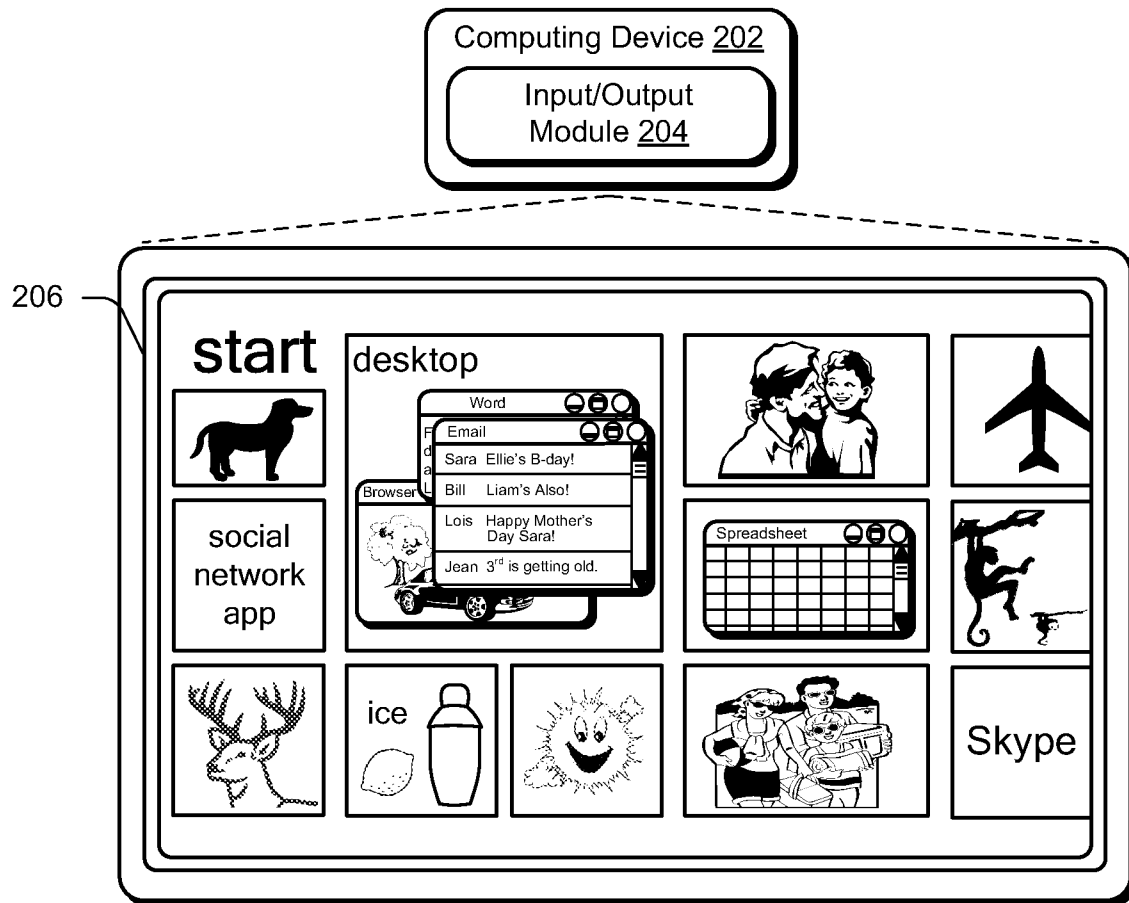 Computing Device 202
Input/Output
Module 204
206
start
desktop
Word
F
d
a
L
Email
Sara Ellie's B-day!
Bill Liam's Also!
Lois Happy Mother's
Day Sara!
Jean 3rd is getting old.
Browser
social
network
app
Spreadsheet
ice
Skype